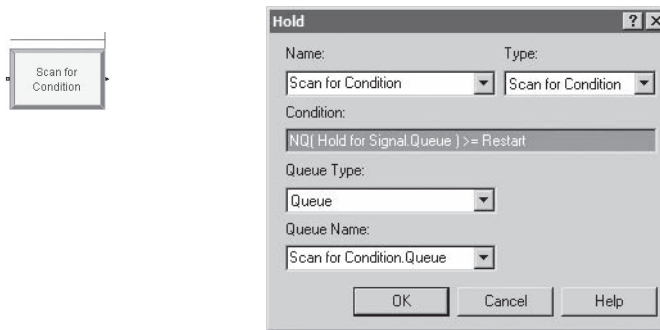 Scan for
Condition
Hold
Name:
Type:
Scan for Condition
Scan for Condition
Condition:
NQ( Hold for Signal.Queue ) >= Restart
Queue Type:
Queue
Queue Name:
Scan for Condition.Queue
OK
Cancel
Help